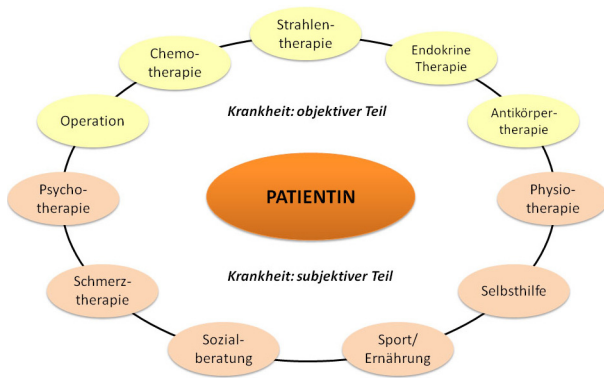 Strahlen-
therapie
Chemo-
therapie
Endokrine
Therapie
Operation
Krankheit: objektiver Teil
Antikörper-
therapie
Psycho-
therapie
PATIENTIN
Physio-
therapie
Krankheit: subjektiver Teil
Schmerz-
therapie
Selbsthilfe
Sozial-
beratung
Sport/
Ernährung